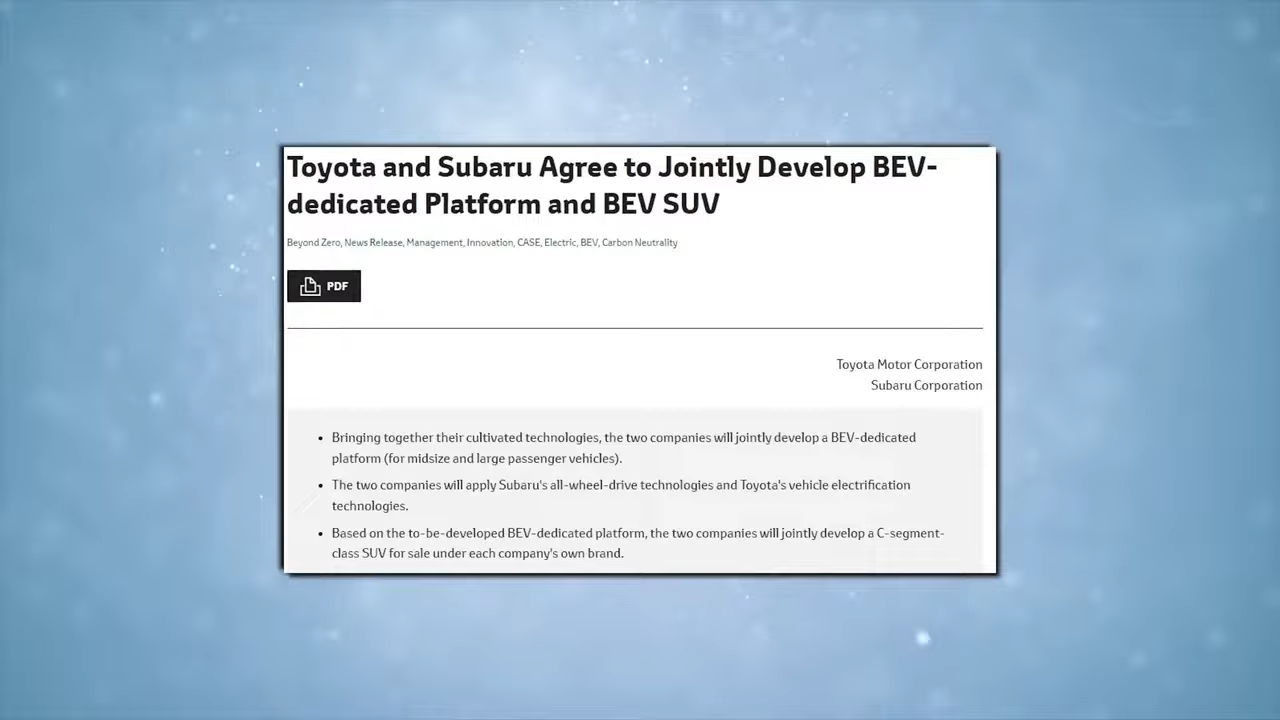 Toyota and Subaru Agree to Jointly Develop BEV-
dedicated Platform and BEV SUV
Beyond Zero, News Release, Management, Innovation, CASE, Electric, BEV, Carbon Neutrality
PDF
Toyota Motor Corporation
Subaru Corporation
• Bringing together their cultivated technologies, the two companies will jointly develop a BEV-dedicated
platform (for midsize and large passenger vehicles).
• The two companies will apply Subaru's all-wheel-drive technologies and Toyota's vehicle electrification
technologies.
• Based on the to-be-developed BEV-dedicated platform, the two companies will jointly develop a C-segment-
class SUV for sale under each company's own brand.